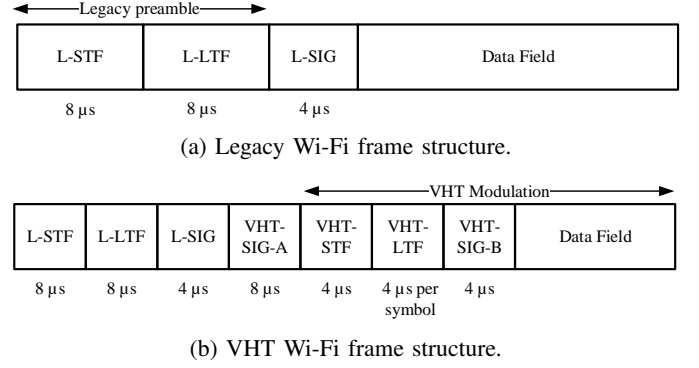 Legacy preamble
L-STF L-LTF L-SIG Data Field
8 μs 8 μs 4 μs
(a) Legacy Wi-Fi frame structure.
VHT Modulation
L-STF L-LTF L-SIG VHT-SIG-A VHT-STF VHT-LTF VHT-SIG-B Data Field
8 μs 8 μs 4 μs 8 μs 4 μs 4 μs per symbol 4 μs
(b) VHT Wi-Fi frame structure.